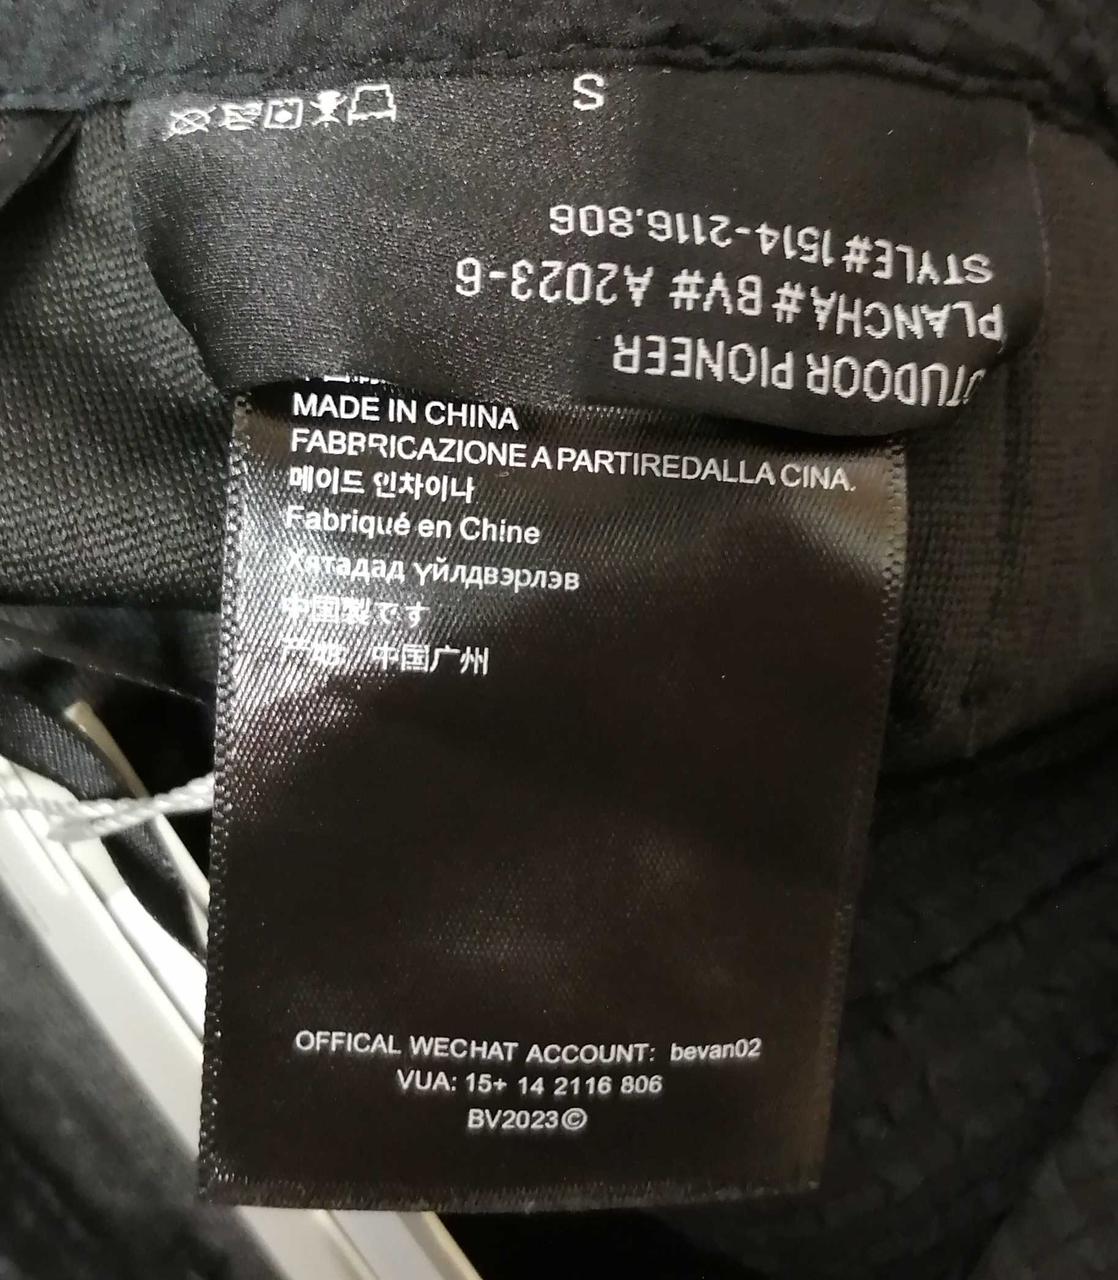 S
STYLE# 1514-2116.806
PLANCHA# BV# A2023-6
PIONEER
MADE IN CHINA
FABBRICAZIONE A PARTIREDALLA CINA.
메이드 인차이나
Fabriqué en Chine
Хятадад үйлдвэрлэв
中国製です
产地: 中国广州
OFFICAL WECHAT ACCOUNT: bevan02
VUA: 15+ 14 2116 806
BV2023©